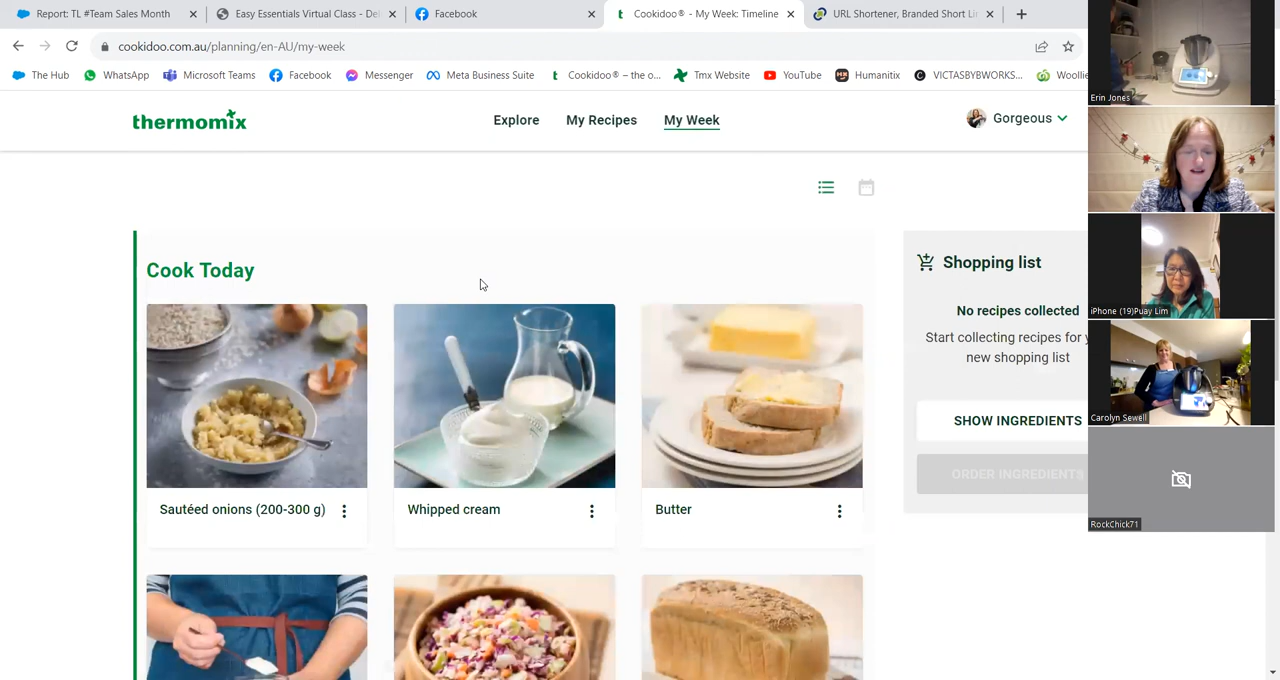 Report: TL #Team Sales Month
Easy Essentials Virtual Class - De
Facebook
Cookidoo® - My Week: Timeline
URL Shortener, Branded Short Li
cookidoo.com.au/planning/en-AU/my-week
The Hub
WhatsApp
Microsoft Teams
Facebook
Messenger
Meta Business Suite
Cookidoo® – the o...
Tmx Website
YouTube
Humanitix
VICTASBYBWORKS...
Woolie
thermomix
Explore
My Recipes
My Week
Gorgeous
Cook Today
Sautéed onions (200-300 g)
Whipped cream
Butter
Shopping list
No recipes collected
Start collecting recipes for y
new shopping list
SHOW INGREDIENTS
ORDER INGREDIENTS
Erin Jones
iPhone (19)Puay Lim
Carolyn Sewell
RockChick71